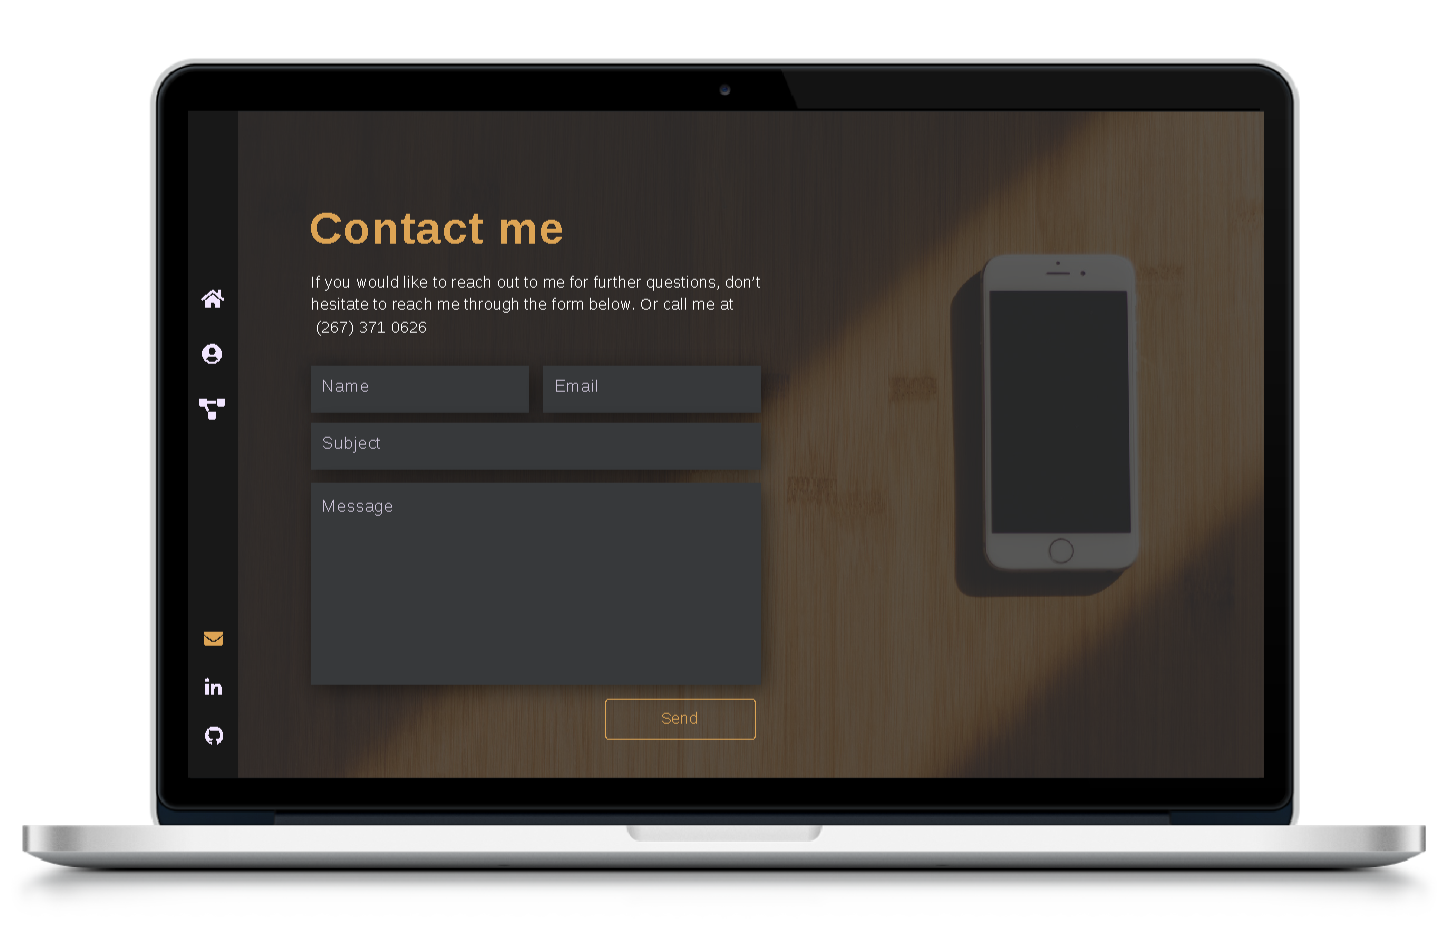 Contact me
If you would like to reach out to me for further questions, don’t
hesitate to reach me through the form below. Or call me at
(267) 371 0626
Name
Email
Subject
Message
in
Send